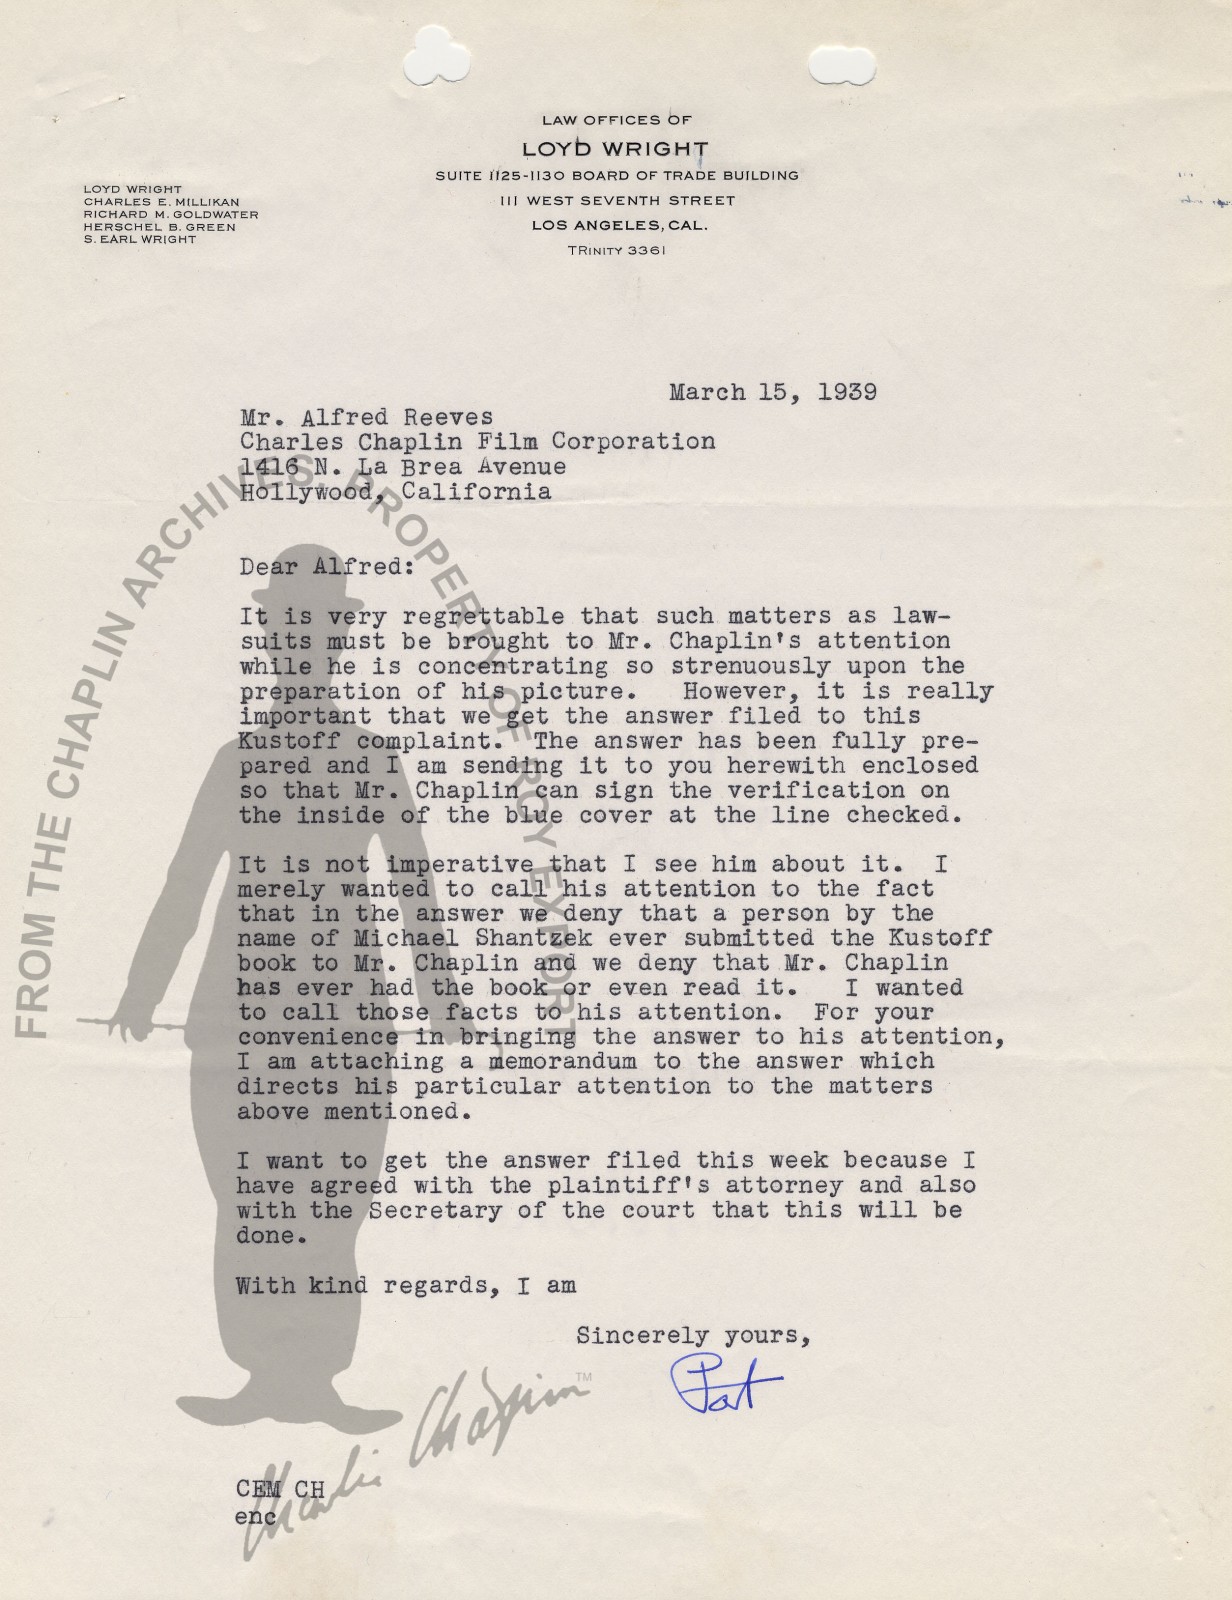 LAW OFFICES OF
LOYD WRIGHT
SUITE 1125-1130 BOARD OF TRADE BUILDING
111 WEST SEVENTH STREET
LOS ANGELES, CAL.
TRINITY 3361
LOYD WRIGHT
CHARLES E. MILLIKAN
RICHARD M. GOLDWATER
HERSCHEL B. GREEN
S. EARL WRIGHT
March 15, 1939
Mr. Alfred Reeves
Charles Chaplin Film Corporation
1416 N. La Brea Avenue
Hollywood, California
Dear Alfred:
It is very regrettable that such matters as law-
suits must be brought to Mr. Chaplin's attention
while he is concentrating so strenuously upon the
preparation of his picture. However, it is really
important that we get the answer filed to this
Kustoff complaint. The answer has been fully pre-
pared and I am sending it to you herewith enclosed
so that Mr. Chaplin can sign the verification on
the inside of the blue cover at the line checked.
It is not imperative that I see him about it. I
merely wanted to call his attention to the fact
that in the answer we deny that a person by the
name of Michael Shantzek ever submitted the Kustoff
book to Mr. Chaplin and we deny that Mr. Chaplin
has ever had the book or even read it. I wanted
to call those facts to his attention. For your
convenience in bringing the answer to his attention,
I am attaching a memorandum to the answer which
directs his particular attention to the matters
above mentioned.
I want to get the answer filed this week because I
have agreed with the plaintiff's attorney and also
with the Secretary of the court that this will be
done.
With kind regards, I am
Sincerely yours,
CEM CH
enc
FROM THE CHAPLIN ARCHIVES. PROPERTY OF ROY EXPORT
Charlie Chaplin TM